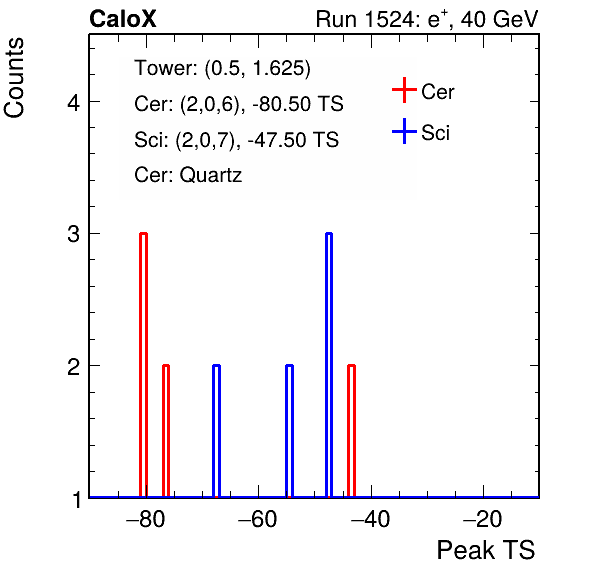 CaloX Run 1524: e+, 40 GeV
Counts
Tower: (0.5, 1.625)
Cer: (2,0,6), -80.50 TS
Sci: (2,0,7), -47.50 TS
Cer: Quartz
Cer
Sci
4
3
2
1
−80 −60 −40 −20
Peak TS